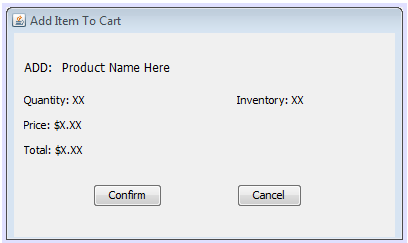 Add Item To Cart
ADD: Product Name Here
Quantity: XX Inventory: XX
Price: $X.XX
Total: $X.XX
Confirm Cancel